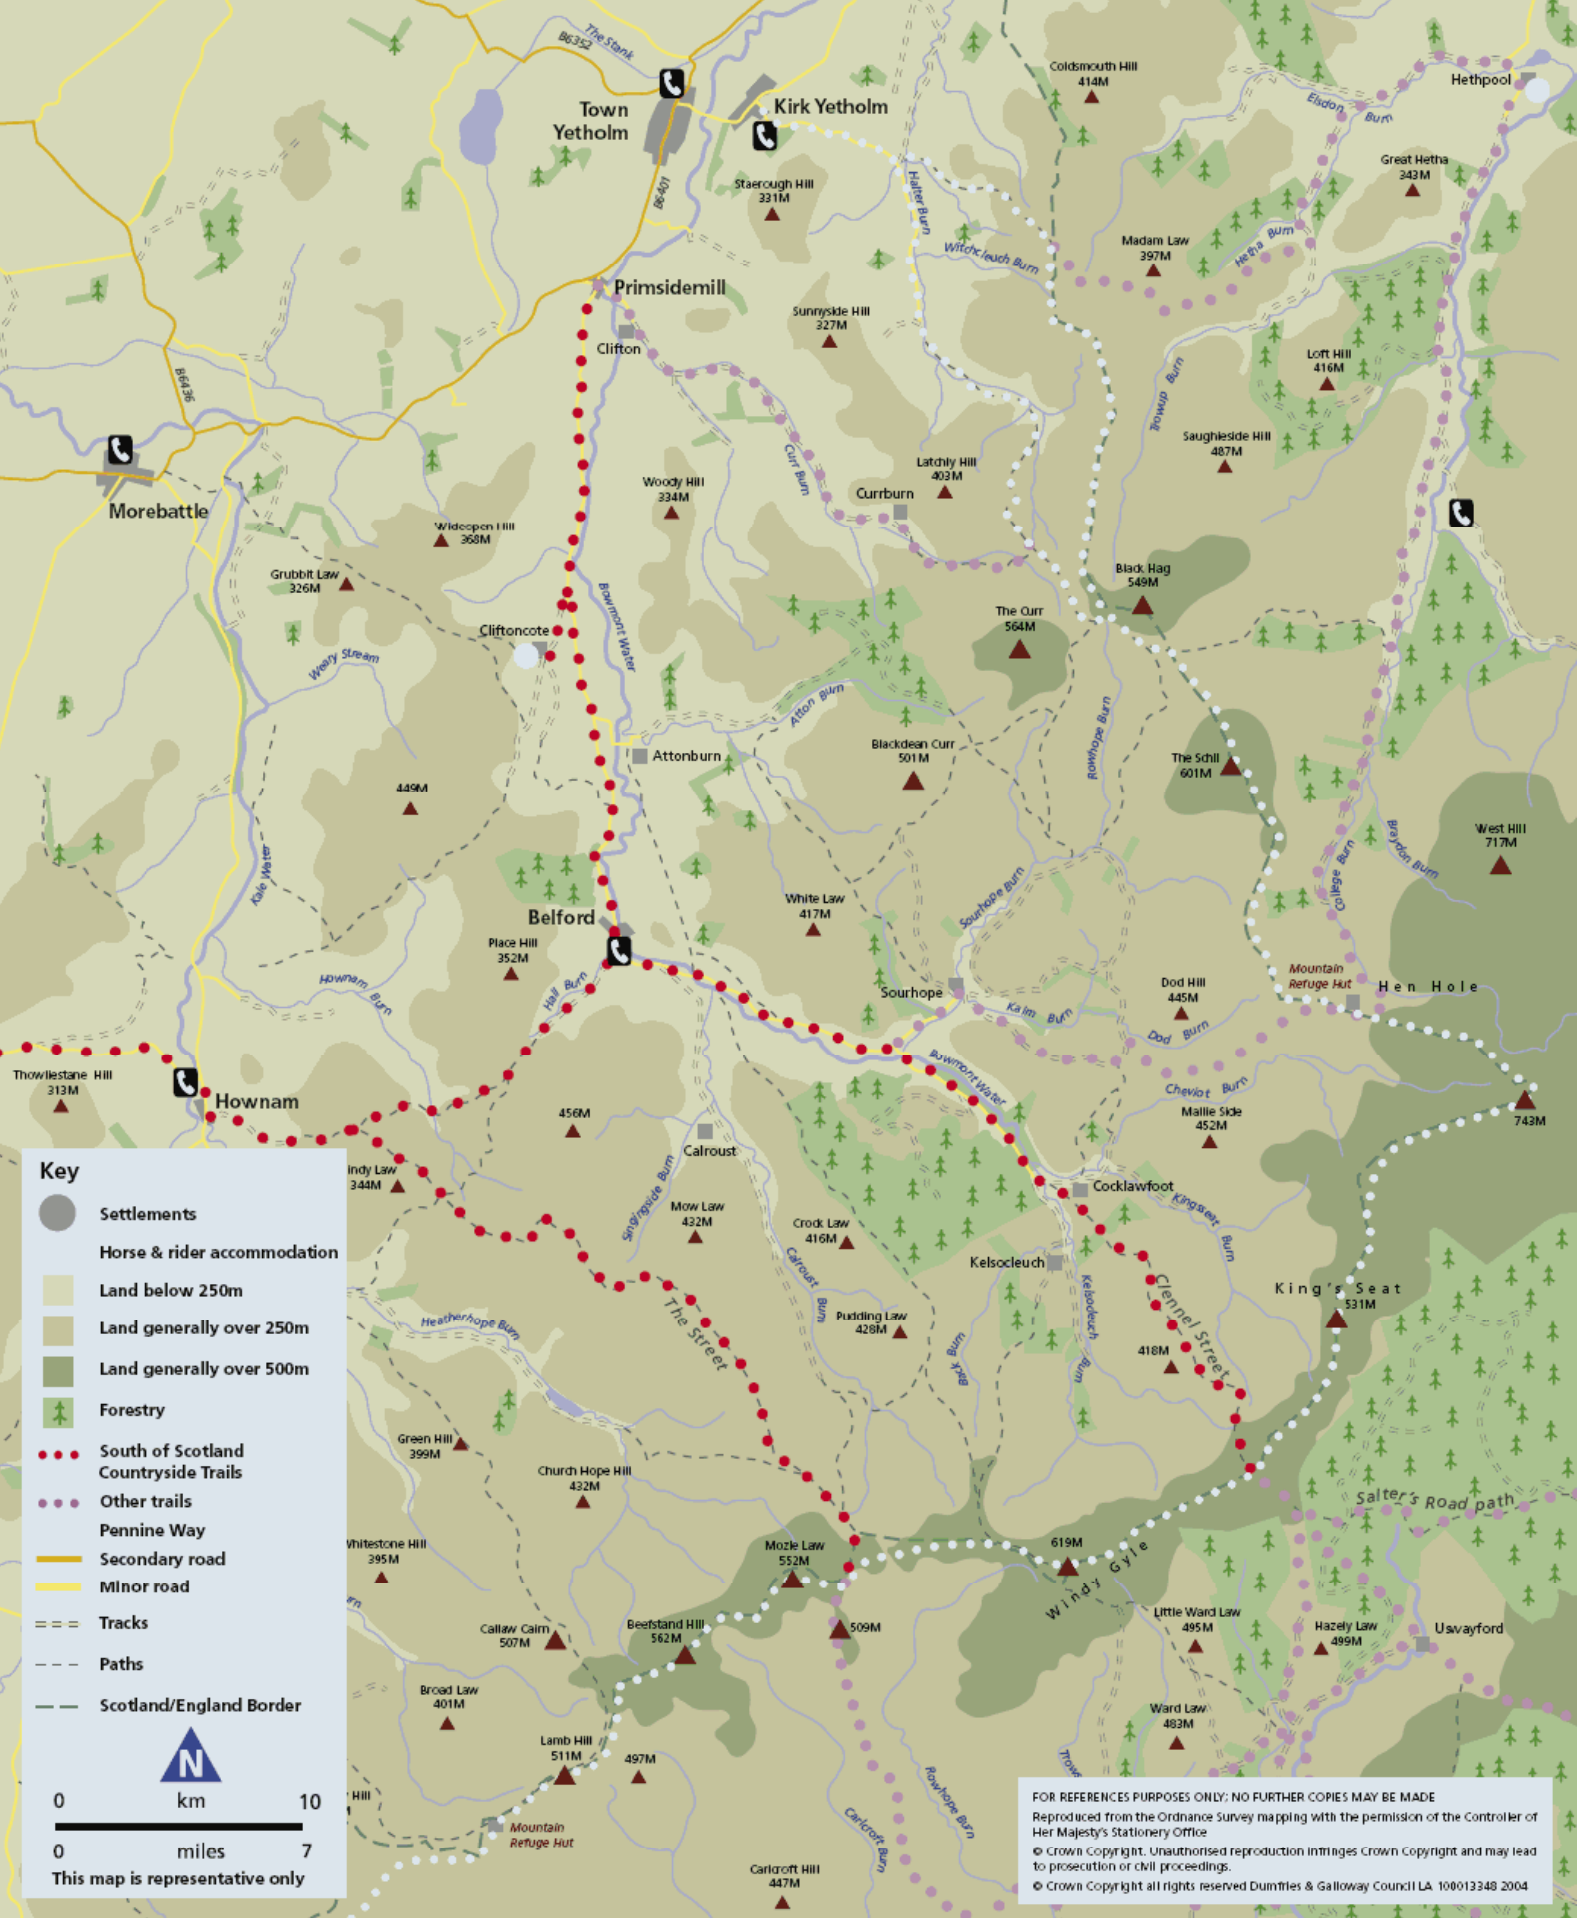 B6352
The Stank
Coldsmouth Hill
414M
Hethpool
Town
Yetholm
Kirk Yetholm
Elsdon
Burn
Great Hetha
343M
B6401
Staerough Hill
331M
Halter Burn
Witchcleuch Burn
Madam Law
397M
Hetha Burn
Primsidemill
Clifton
Sunnyside Hill
327M
Loft Hill
416M
B6436
Trowup Burn
Saughieside Hill
487M
Curr Burn
Latchly Hill
403M
Woody Hill
334M
Currburn
Morebattle
Wideopen Hill
368M
Grubbit Law
326M
Black Hag
549M
The Curr
564M
Cliftoncote
Bowmont Water
Weary Stream
Atton Burn
Rowhope Burn
Attonburn
Blackdean Curr
501M
The Schil
601M
449M
West Hill
717M
Braydon Burn
College Burn
Kale Water
Sourhope Burn
White Law
417M
Belford
Place Hill
352M
Hownam
Burn
Hall Burn
Sourhope
Kalm Burn
Dod Hill
445M
Dod Burn
Mountain
Refuge Hut
Hen Hole
Thowliestane Hill
313M
Hownam
Bowmont Water
Cheviot Burn
Mallie Side
452M
743M
456M
Calroust
indy Law
344M
Singingside Burn
Mow Law
432M
Crock Law
416M
Cocklawfoot
Kingsseat
Burn
Kelsocleuch
Calroust Burn
Kelsocleuch
Burn
Clennel Street
King's Seat
531M
Heatherhope Burn
The Street
Pudding Law
428M
Back Burn
418M
Green Hill
399M
Church Hope Hill
432M
Salter's Road path
Whitestone Hill
395M
Mozie Law
552M
619M
Windy Gyle
Little Ward Law
495M
Hazely Law
499M
Uswayford
urn
Callaw Cairn
507M
Beefstand Hill
562M
509M
Broad Law
401M
Ward Law
483M
Lamb Hill
511M
497M
Trows
Rowhope Burn
Carlcroft Burn
Hill
Mountain
Refuge Hut
Carlcroft Hill
447M
Key
Settlements
Horse & rider accommodation
Land below 250m
Land generally over 250m
Land generally over 500m
Forestry
South of Scotland
Countryside Trails
Other trails
Pennine Way
Secondary road
Minor road
Tracks
Paths
Scotland/England Border
N
0 km 10
0 miles 7
This map is representative only
FOR REFERENCES PURPOSES ONLY; NO FURTHER COPIES MAY BE MADE
Reproduced from the Ordnance Survey mapping with the permission of the Controller of
Her Majesty's Stationery Office
© Crown Copyright. Unauthorised reproduction infringes Crown Copyright and may lead
to prosecution or civil proceedings.
© Crown Copyright all rights reserved Dumfries & Galloway Council LA 100013348 2004